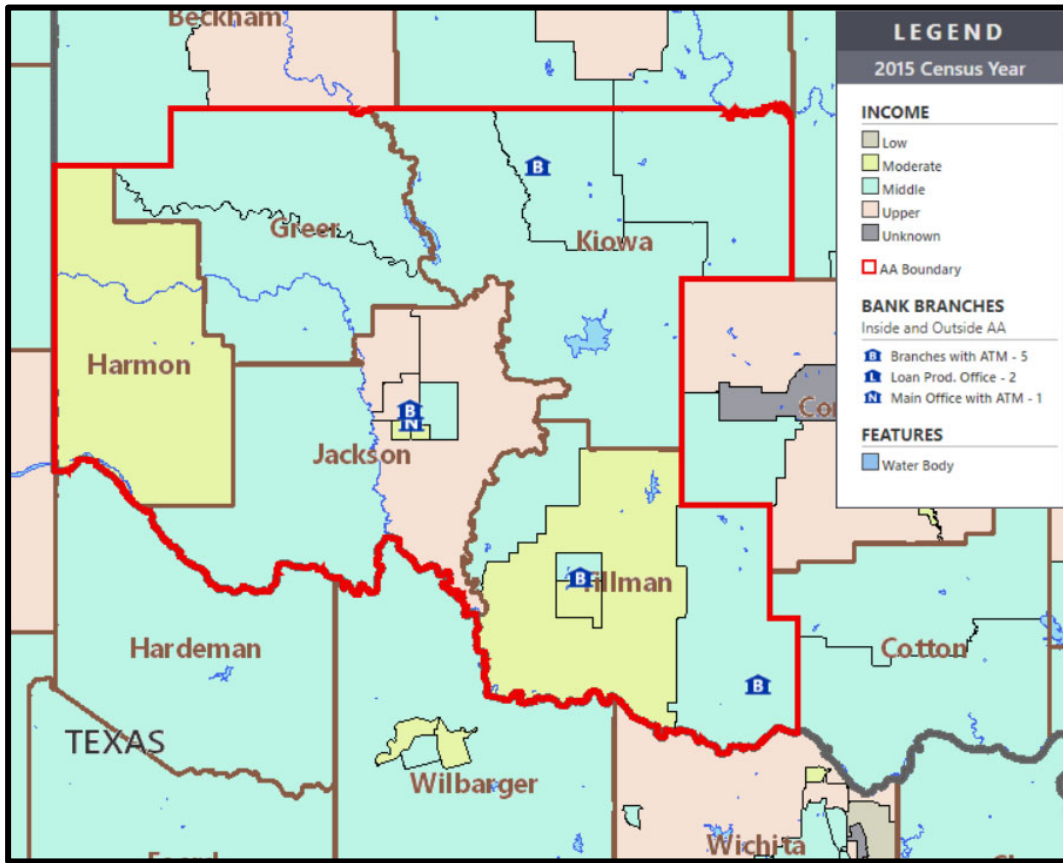 Beckham
LEGEND
2015 Census Year
INCOME
Low
Moderate
Middle
Upper
Unknown
AA Boundary
BANK BRANCHES
Inside and Outside AA
B Branches with ATM - 5
L Loan Prod. Office - 2
N Main Office with ATM - 1
FEATURES
Water Body
B
Greer
Kiowa
Harmon
Co
B
N
Jackson
B
Tillman
Hardeman
Cotton
B
TEXAS
Wilbarger
Wichita